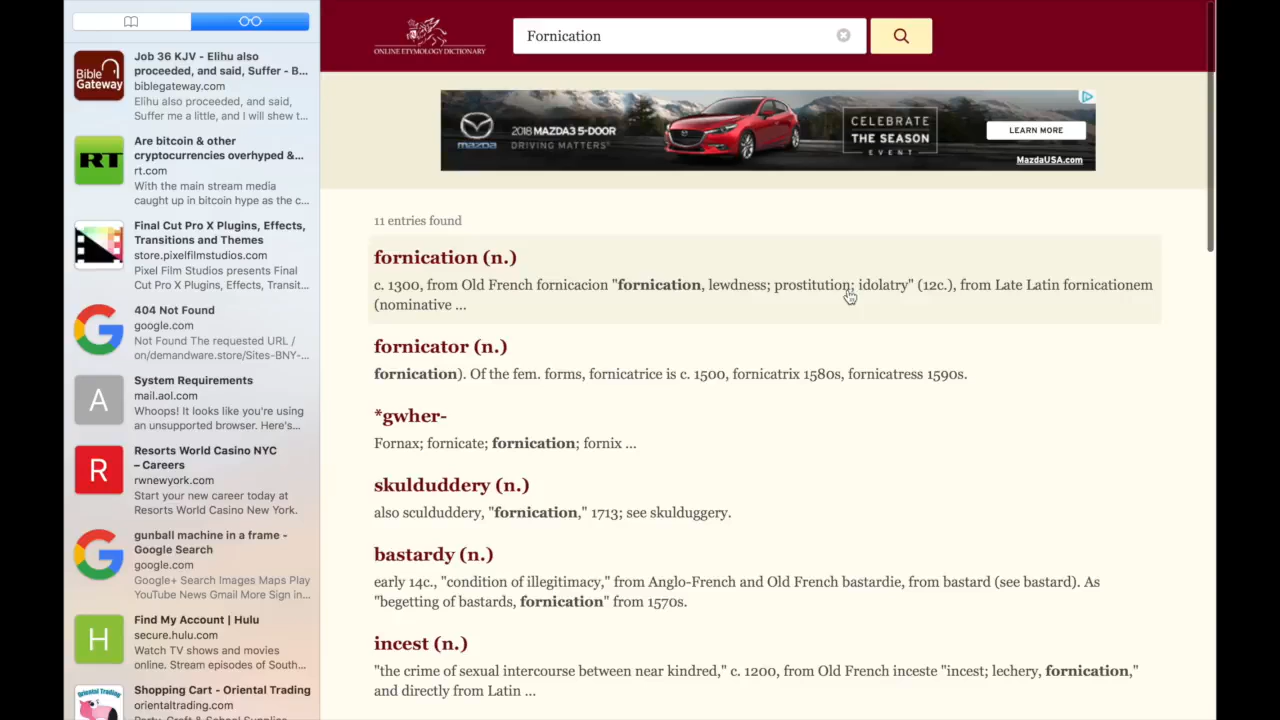 Job 36 KJV - Elihu also
proceeded, and said, Suffer - B...
biblegateway.com
Elihu also proceeded, and said,
Suffer me a little, and I will shew t...
Bible
Gateway
Are bitcoin & other
cryptocurrencies overhyped &...
rt.com
With the main stream media
caught up in bitcoin hype as the c...
RT
Final Cut Pro X Plugins, Effects,
Transitions and Themes
store.pixelfilmstudios.com
Pixel Film Studios presents Final
Cut Pro X Plugins, Effects, Transit...
404 Not Found
google.com
Not Found The requested URL /
on/demandware.store/Sites-BNY-...
G
System Requirements
mail.aol.com
Whoops! It looks like you're using
an unsupported browser. Here's...
A
Resorts World Casino NYC
– Careers
rwnewyork.com
Start your new career today at
Resorts World Casino New York.
R
gunball machine in a frame -
Google Search
google.com
Google+ Search Images Maps Play
YouTube News Gmail More Sign in...
G
Find My Account | Hulu
secure.hulu.com
Watch TV shows and movies
online. Stream episodes of South...
H
Shopping Cart - Oriental Trading
orientaltrading.com
Party, Craft & School Supplies
Oriental
Trading
ONLINE ETYMOLOGY DICTIONARY
Fornication
mazda
2018 MAZDA3 5-DOOR
DRIVING MATTERS®
CELEBRATE
THE SEASON
EVENT
LEARN MORE
MazdaUSA.com
11 entries found
fornication (n.)
c. 1300, from Old French fornicacion "fornication, lewdness; prostitution; idolatry" (12c.), from Late Latin fornicationem
(nominative ...
fornicator (n.)
fornication). Of the fem. forms, fornicatrice is c. 1500, fornicatrix 1580s, fornicatress 1590s.
*gwher-
Fornax; fornicate; fornication; fornix ...
skulduddery (n.)
also sculduddery, "fornication," 1713; see skulduggery.
bastardy (n.)
early 14c., "condition of illegitimacy," from Anglo-French and Old French bastardie, from bastard (see bastard). As
"begetting of bastards, fornication" from 1570s.
incest (n.)
"the crime of sexual intercourse between near kindred," c. 1200, from Old French inceste "incest; lechery, fornication,"
and directly from Latin ...